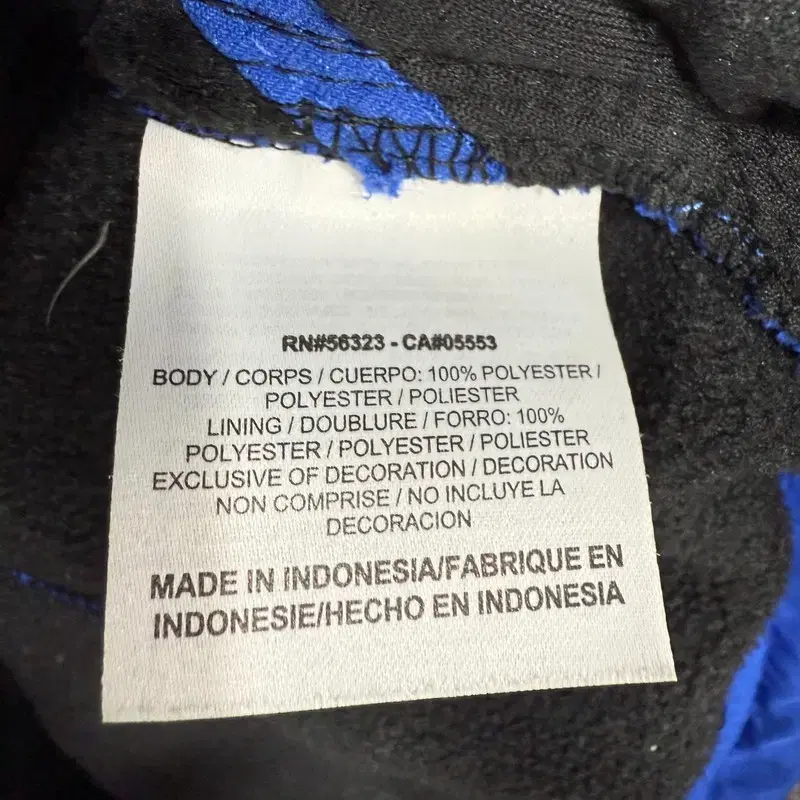 RN#56323 - CA#05553
BODY / CORPS / CUERPO: 100% POLYESTER /
POLYESTER / POLIESTER
LINING / DOUBLURE / FORRO: 100%
POLYESTER / POLYESTER / POLIESTER
EXCLUSIVE OF DECORATION / DECORATION
NON COMPRISE / NO INCLUYE LA
DECORACION
MADE IN INDONESIA/FABRIQUE EN
INDONESIE/HECHO EN INDONESIA